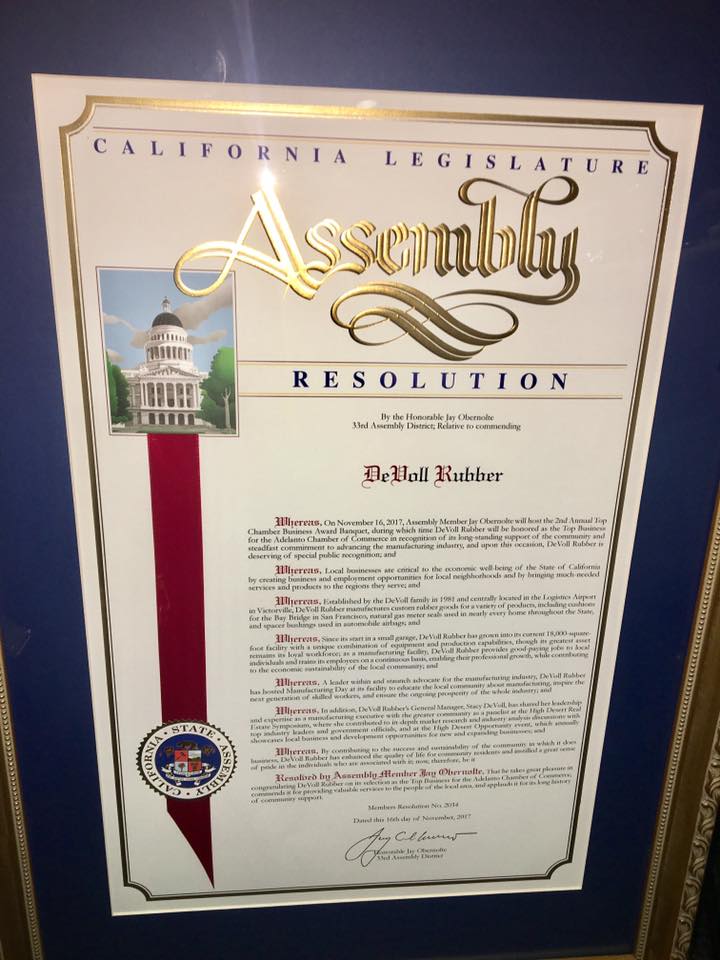 CALIFORNIA LEGISLATURE
Assembly
RESOLUTION
By the Honorable Jay Obernolte
33rd Assembly District; Relative to commending
DeVoll Rubber
Whereas, On November 16, 2017, Assembly Member Jay Obernolte will host the 2nd Annual Top
Chamber Business Award Banquet, during which time DeVoll Rubber will be honored as the Top Business
for the Adelanto Chamber of Commerce in recognition of its long-standing support of the community and
steadfast commitment to advancing the manufacturing industry, and upon this occasion, DeVoll Rubber is
deserving of special public recognition; and
Whereas, Local businesses are critical to the economic well-being of the State of California
by creating business and employment opportunities for local neighborhoods and by bringing much-needed
services and products to the regions they serve; and
Whereas, Established by the DeVoll family in 1981 and centrally located in the Logistics Airport
in Victorville, DeVoll Rubber manufactures custom rubber goods for a variety of products, including cushions
for the Bay Bridge in San Francisco, natural gas meter seals used in nearly every home throughout the State,
and spacer bushings used in automobile airbags; and
Whereas, Since its start in a small garage, DeVoll Rubber has grown into its current 18,000-square-
foot facility with a unique combination of equipment and production capabilities, though its greatest asset
remains its loyal workforce; as a manufacturing facility, DeVoll Rubber provides good-paying jobs to local
individuals and trains its employees on a continuous basis, enabling their professional growth, while contributing
to the economic sustainability of the local community; and
Whereas, A leader within and staunch advocate for the manufacturing industry, DeVoll Rubber
has hosted Manufacturing Day at its facility to educate the local community about manufacturing, inspire the
next generation of skilled workers, and ensure the ongoing prosperity of the whole industry; and
Whereas, In addition, DeVoll Rubber's General Manager, Stacy DeVoll, has shared her leadership
and expertise as a manufacturing executive with the greater community as a panelist at the High Desert Real
Estate Symposium, where she contributed to in-depth market research and industry analysis discussions with
top industry leaders and government officials, and at the High Desert Opportunity event, which annually
showcases local business and development opportunities for new and expanding businesses; and
Whereas, By contributing to the success and sustainability of the community in which it does
business, DeVoll Rubber has enhanced the quality of life for community residents and instilled a great sense
of pride in the individuals who are associated with it; now, therefore, be it
Resolved by Assembly Member Jay Obernolte, That he takes great pleasure in
congratulating DeVoll Rubber on its selection as the Top Business for the Adelanto Chamber of Commerce,
commends it for providing valuable services to the people of the local area, and applauds it for its long history
of community support.
Members Resolution No. 2034
Dated this 16th day of November, 2017
Honorable Jay Obernolte
33rd Assembly District
CALIFORNIA STATE ASSEMBLY